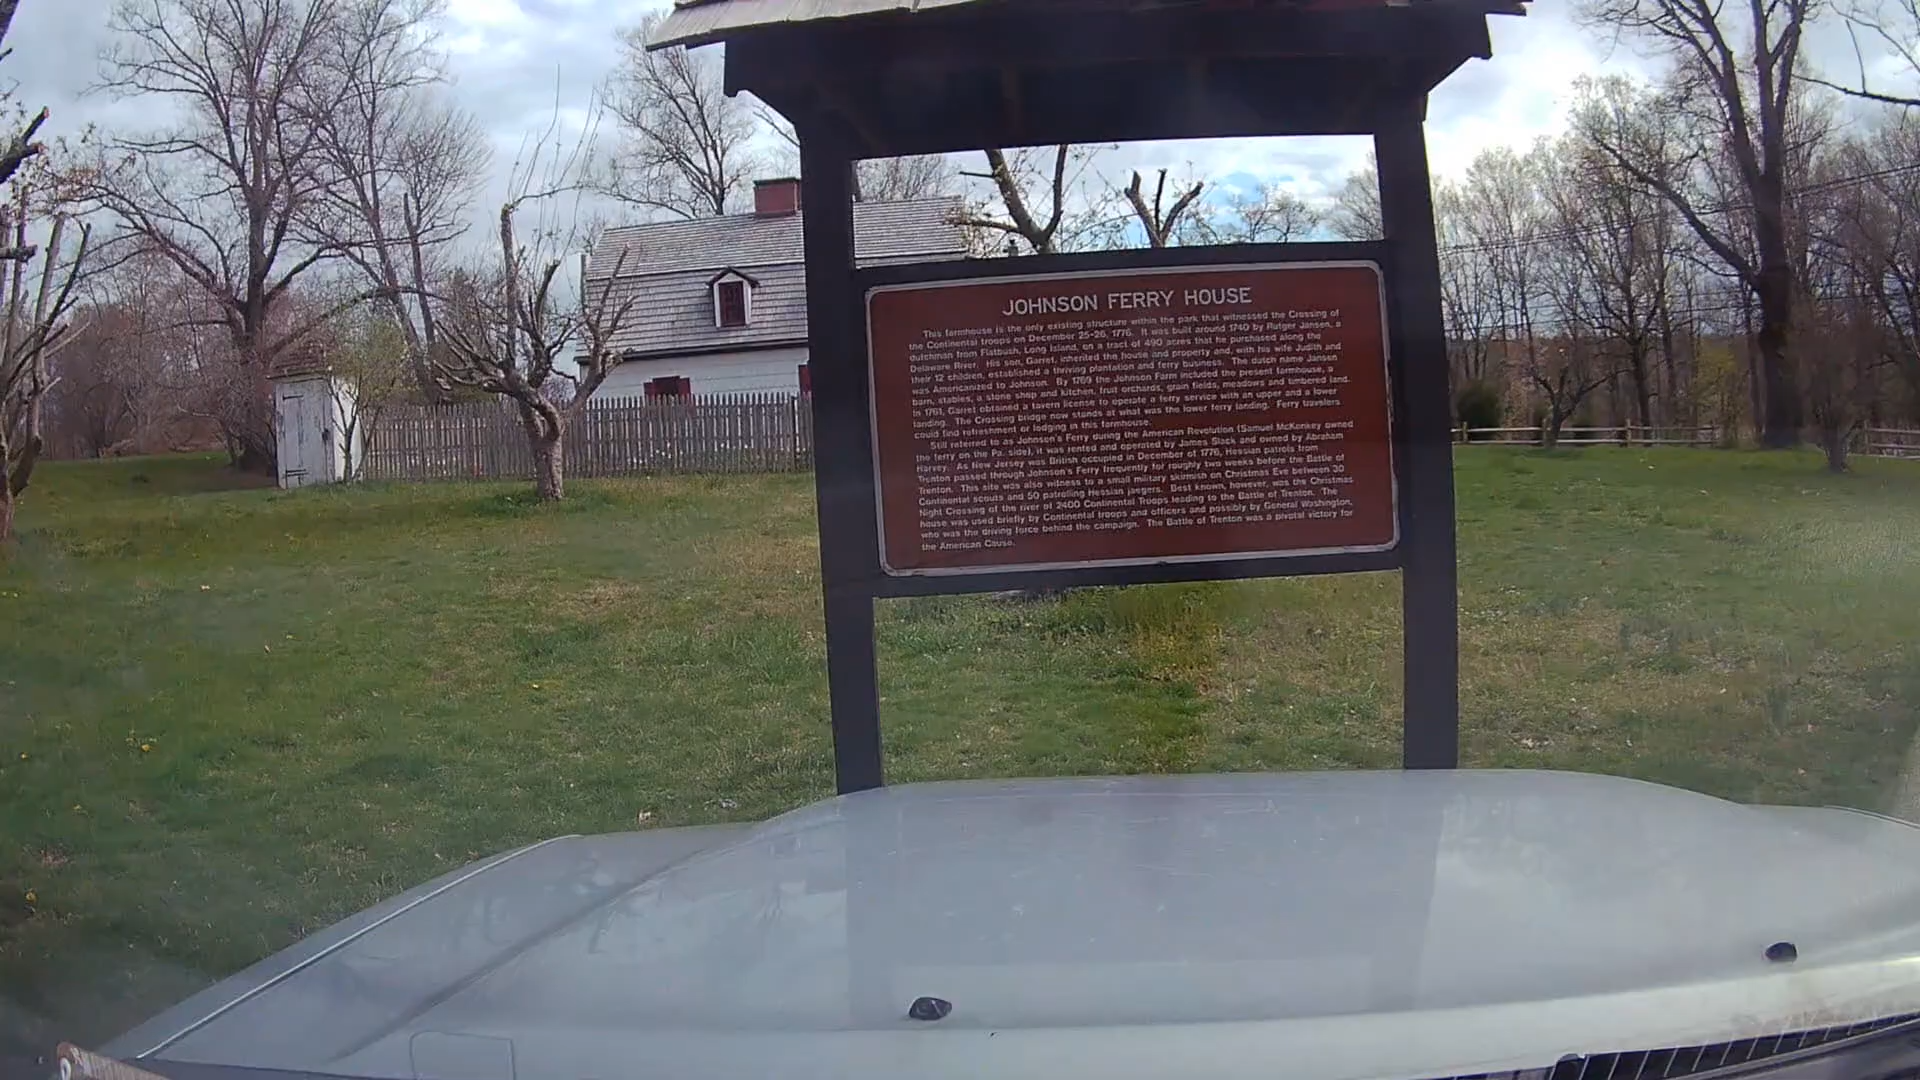 JOHNSON FERRY HOUSE
This farmhouse is the only existing structure within the park that witnessed the Crossing of
the Continental troops on December 25-26, 1776. It was built around 1740 by Rutger Jansen, a
dutchman from Flatbush, Long Island, on a tract of 490 acres that he purchased along the
Delaware River. His son, Garret, inherited the house and property and, with his wife Judith and
their 12 children, established a thriving plantation and ferry business. The dutch name Jansen
was Americanized to Johnson. By 1769 the Johnson Farm included the present farmhouse, a
barn, stables, a stone shop and kitchen, fruit orchards, grain fields, meadows and timbered land.
In 1761, Garret obtained a tavern license to operate a ferry service with an upper and a lower
landing. The Crossing bridge now stands at what was the lower ferry landing. Ferry travelers
could find refreshment or lodging in this farmhouse.
Still referred to as Johnson's Ferry during the American Revolution (Samuel McKonkey owned
the ferry on the Pa. side), it was rented and operated by James Slack and owned by Abraham
Harvey. As New Jersey was British occupied in December of 1776, Hessian patrols from
Trenton passed through Johnson's Ferry frequently for roughly two weeks before the Battle of
Trenton. This site was also witness to a small military skirmish on Christmas Eve between 30
Continental scouts and 50 patrolling Hessian jaegers. Best known, however, was the Christmas
Night Crossing of the river of 2400 Continental Troops leading to the Battle of Trenton. The
house was used briefly by Continental troops and officers and possibly by General Washington,
who was the driving force behind the campaign. The Battle of Trenton was a pivotal victory for
the American Cause.